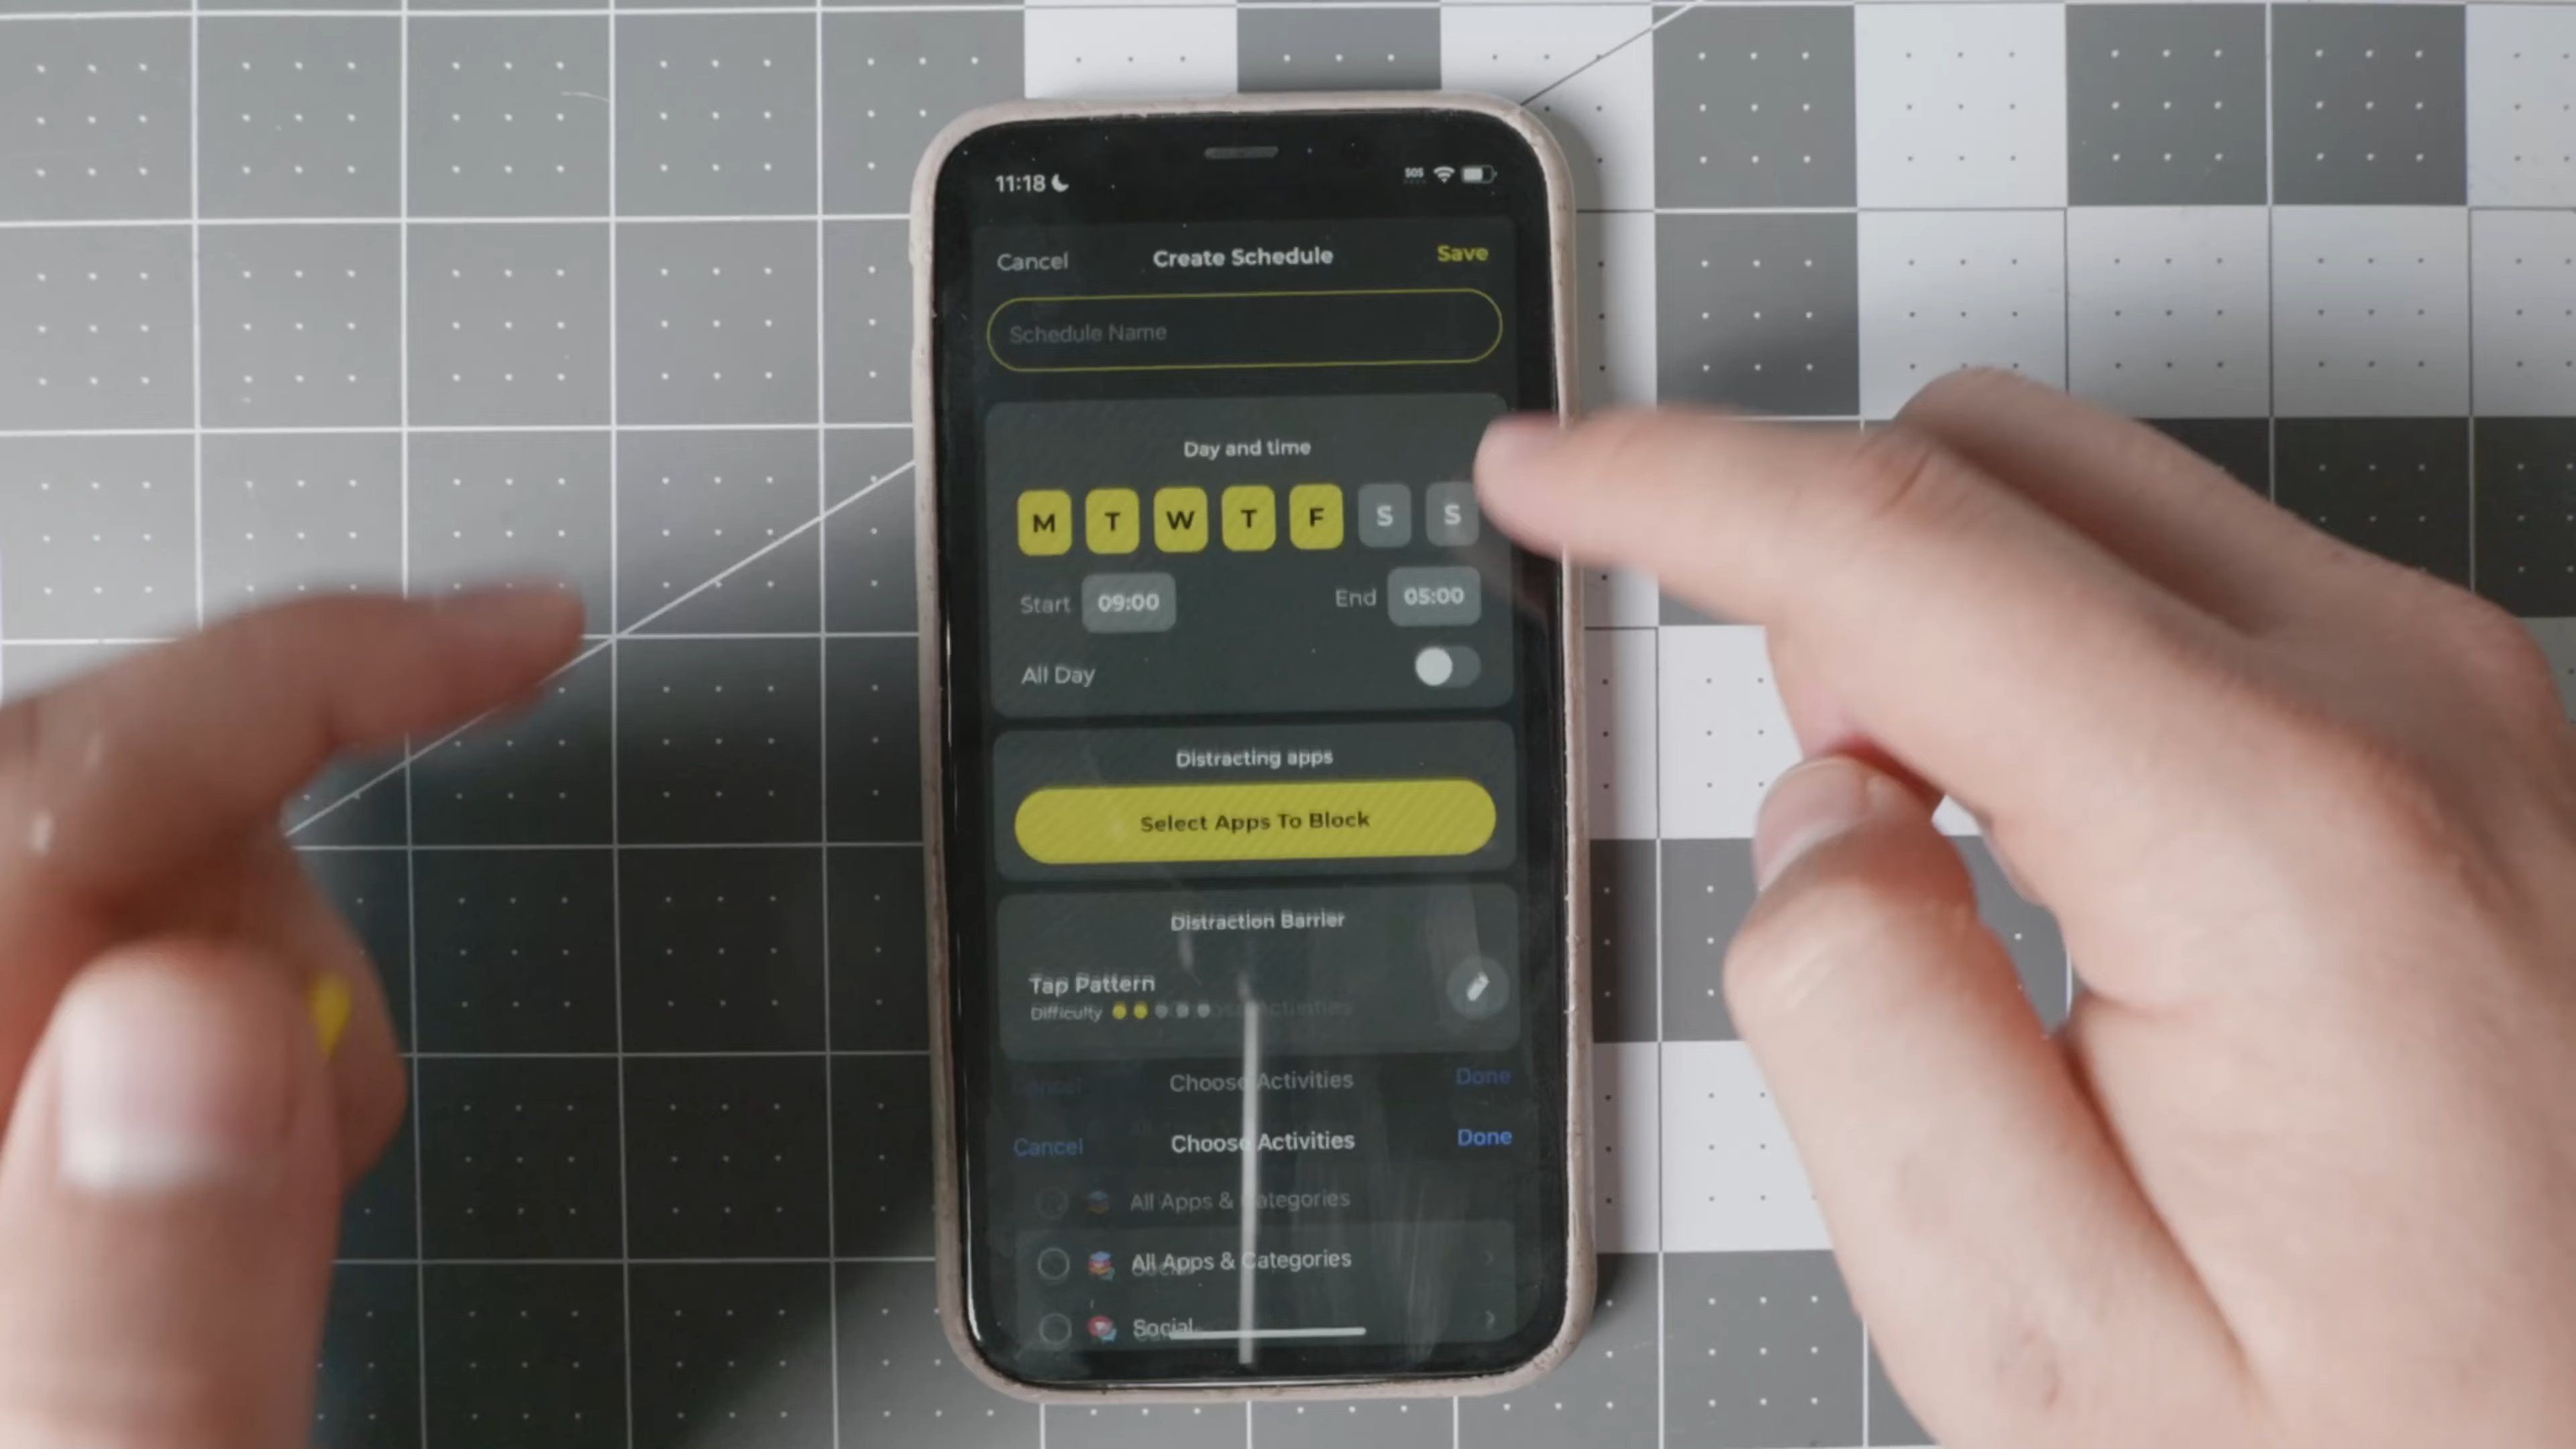 11:18 SOS
Cancel Create Schedule Save
Schedule Name
Day and time
M T W T F S S
Start 09:00 End 05:00
All Day
Distracting apps
Select Apps To Block
Distraction Barrier
Tap Pattern
Difficulty
Cancel Choose Activities Done
Cancel Choose Activities Done
All Apps & Categories
All Apps & Categories
Social